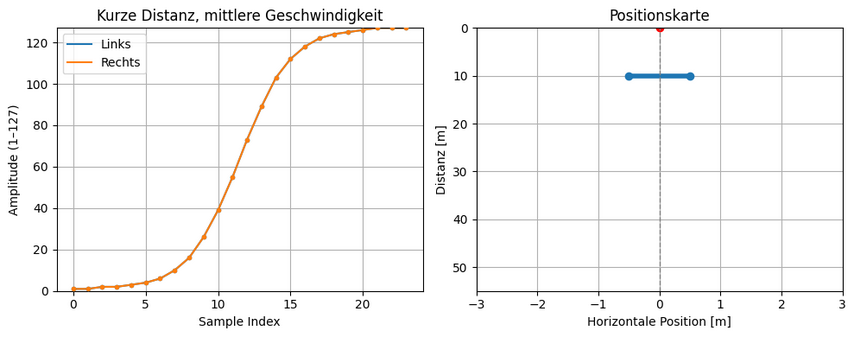 Kurze Distanz, mittlere Geschwindigkeit
Links
Rechts
Amplitude (1–127)
120
100
80
60
40
20
0
0 5 10 15 20
Sample Index
Positionskarte
Distanz [m]
0
10
20
30
40
50
−3 −2 −1 0 1 2 3
Horizontale Position [m]